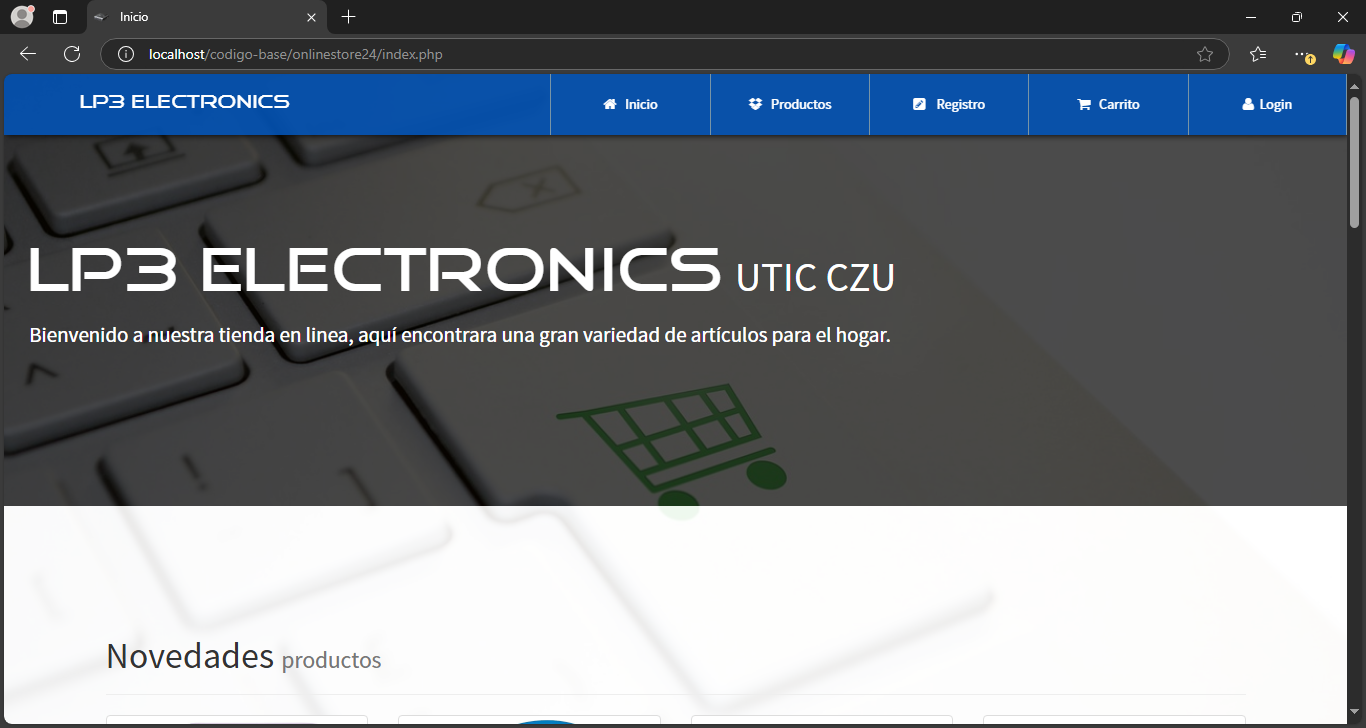 Inicio
localhost/codigo-base/onlinestore24/index.php
LP3 ELECTRONICS
Inicio
Productos
Registro
Carrito
Login
LP3 ELECTRONICS UTIC CZU
Bienvenido a nuestra tienda en linea, aquí encontrara una gran variedad de artículos para el hogar.
Novedades productos